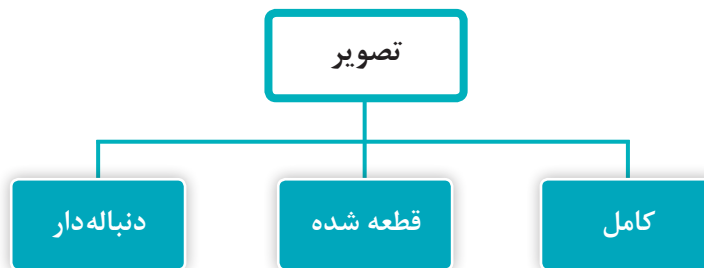 تصویر
کامل
قطعه شده
دنباله‌دار